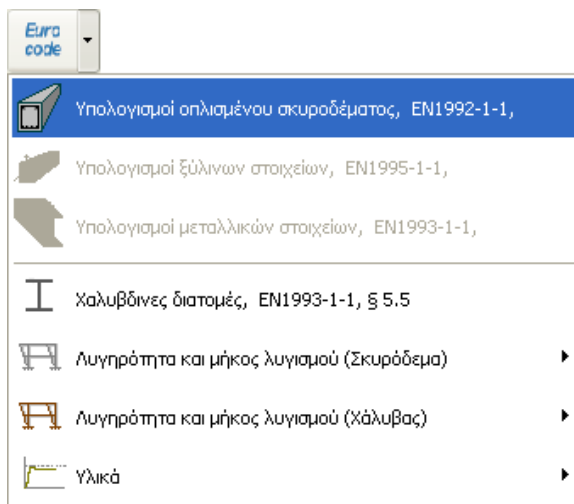 Euro
code
Υπολογισμοί οπλισμένου σκυροδέματος, EN1992-1-1,
Υπολογισμοί ξύλινων στοιχείων, EN1995-1-1,
Υπολογισμοί μεταλλικών στοιχείων, EN1993-1-1,
Χαλυβδινες διατομές, EN1993-1-1, § 5.5
Λυγηρότητα και μήκος λυγισμού (Σκυρόδεμα)
Λυγηρότητα και μήκος λυγισμού (Χάλυβας)
Υλικά